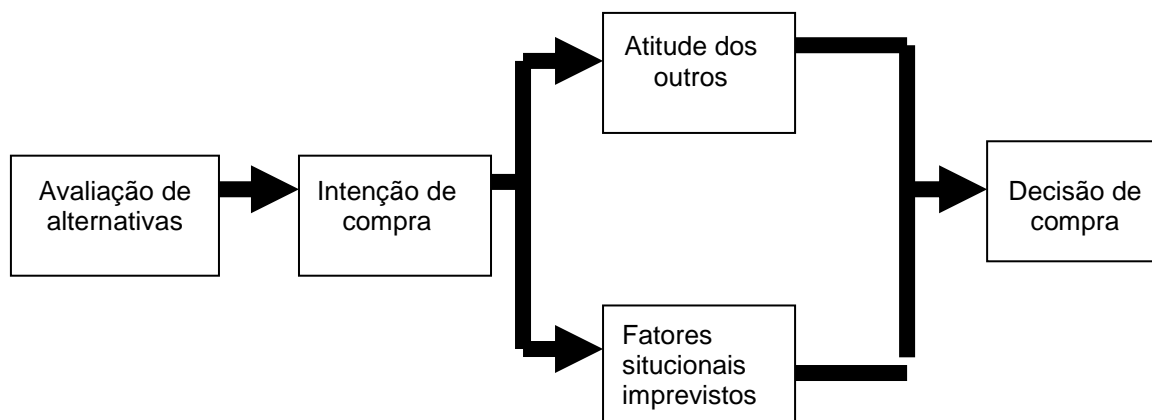 Avaliação de
alternativas
Intenção de
compra
Atitude dos
outros
Fatores
situcionais
imprevistos
Decisão de
compra